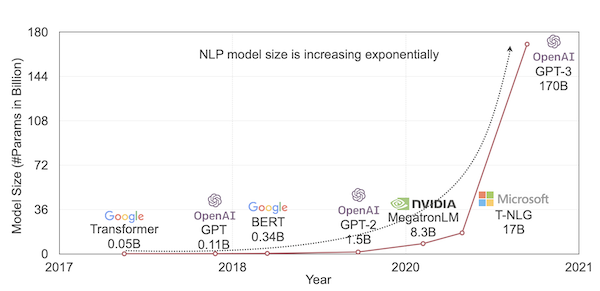 180
144
108
72
36
0
Model Size (#Params in Billion)
NLP model size is increasing exponentially
Google
Transformer
0.05B
OpenAI
GPT
0.11B
Google
BERT
0.34B
OpenAI
GPT-2
1.5B
NVIDIA
MegatronLM
8.3B
Microsoft
T-NLG
17B
OpenAI
GPT-3
170B
2017
2018
2020
2021
Year